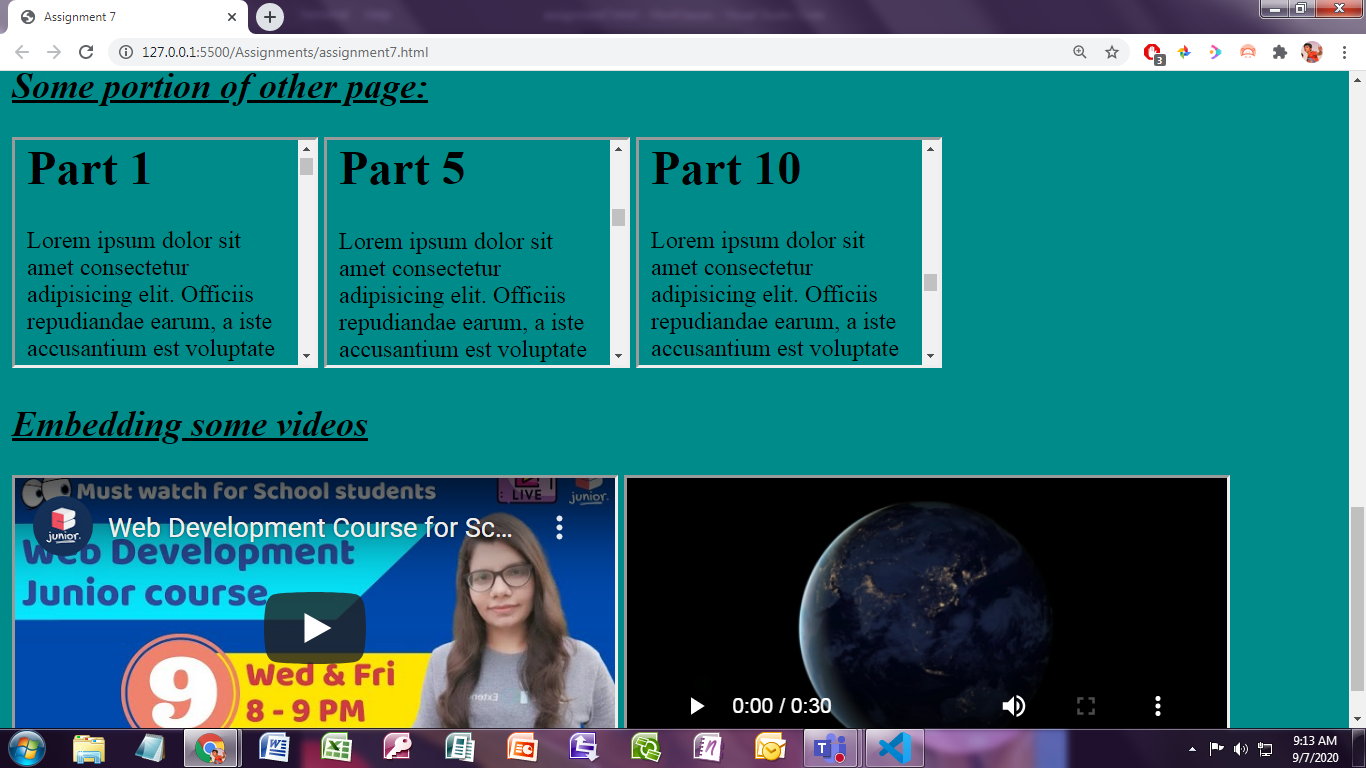 Assignment 7
127.0.0.1:5500/Assignments/assignment7.html
3
Some portion of other page:
Part 1
Lorem ipsum dolor sit
amet consectetur
adipisicing elit. Officiis
repudiandae earum, a iste
accusantium est voluptate
Part 5
Lorem ipsum dolor sit
amet consectetur
adipisicing elit. Officiis
repudiandae earum, a iste
accusantium est voluptate
Part 10
Lorem ipsum dolor sit
amet consectetur
adipisicing elit. Officiis
repudiandae earum, a iste
accusantium est voluptate
Embedding some videos
Must watch for School students
LIVE
junior.
junior.
Web Development Course for Sc...
Web Development
Junior course
9
Wed & Fri
8 - 9 PM
0:00 / 0:30
9:13 AM
9/7/2020